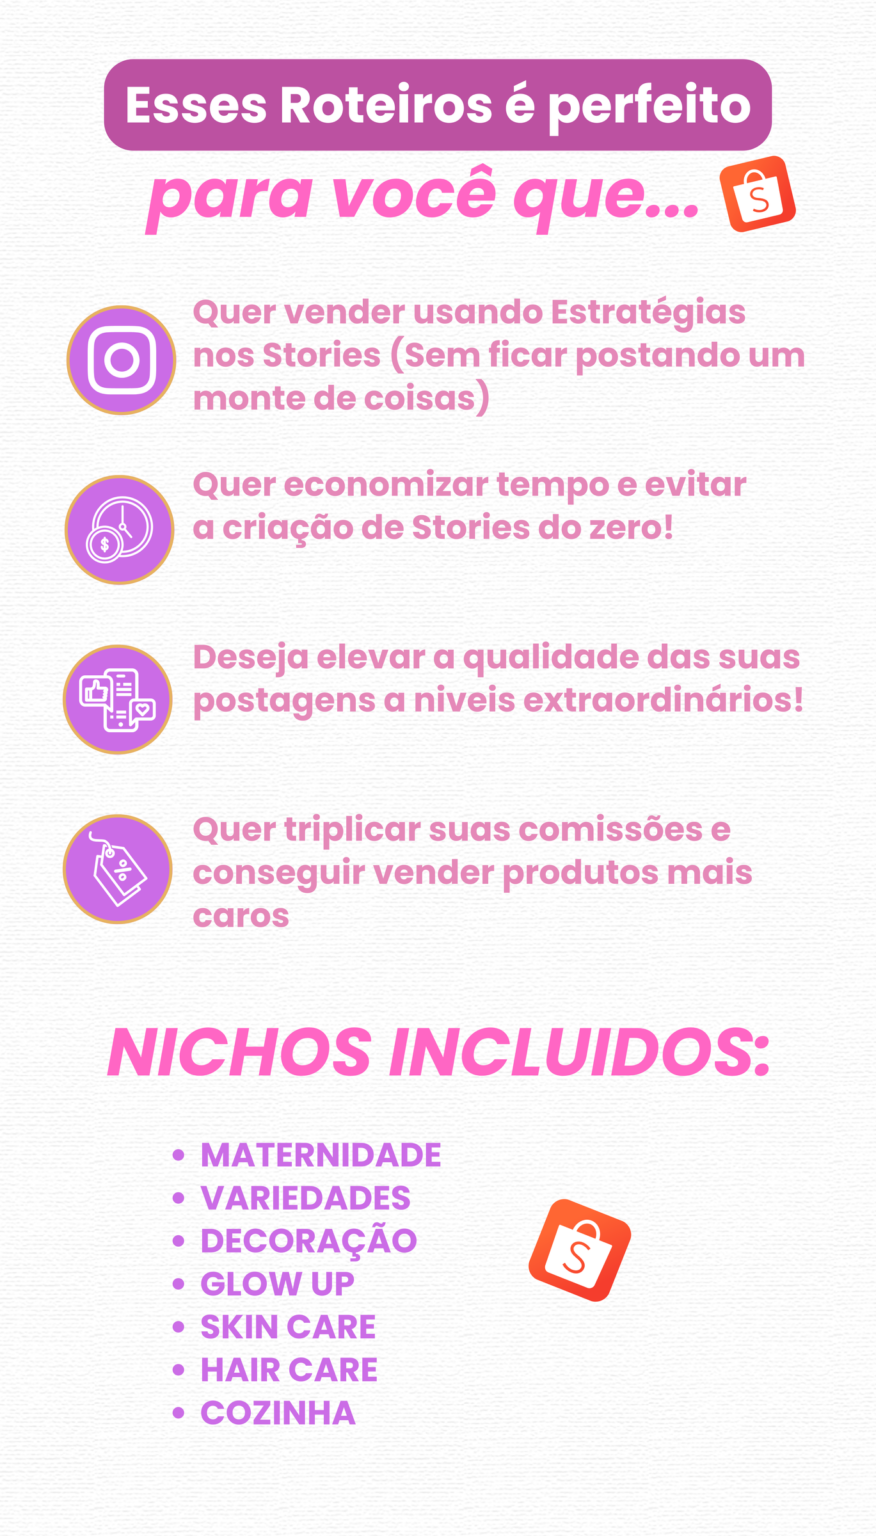 Esses Roteiros é perfeito
para você que...
S
Quer vender usando Estratégias
nos Stories (Sem ficar postando um
monte de coisas)
Quer economizar tempo e evitar
a criação de Stories do zero!
$
Deseja elevar a qualidade das suas
postagens a niveis extraordinários!
Quer triplicar suas comissões e
conseguir vender produtos mais
caros
%
NICHOS INCLUIDOS:
• MATERNIDADE
• VARIEDADES
• DECORAÇÃO
• GLOW UP
• SKIN CARE
• HAIR CARE
• COZINHA
S